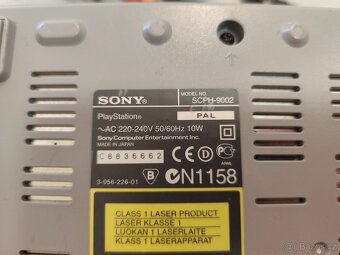 SONY®
MODEL NO.
SCPH-9002
PlayStation®
PAL
~AC 220-240V 50/60Hz 10W
Sony Computer Entertainment Inc.
MADE IN JAPAN
C8836662
3-956-226-01
B
N1158
CLASS 1 LASER PRODUCT
LASER KLASSE 1
LUOKAN 1 LASERLAITE
KLASS 1 LASERAPPARAT